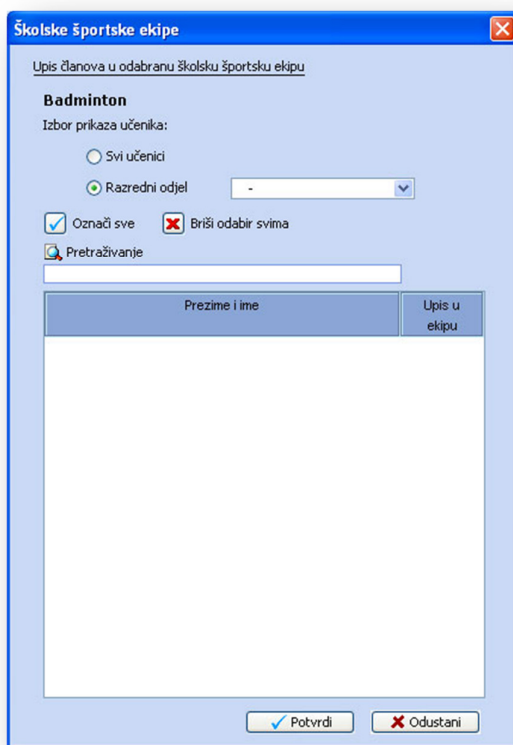 Školske športske ekipe
Upis članova u odabranu školsku športsku ekipu
Badminton
Izbor prikaza učenika:
Svi učenici
Razredni odjel -
Označi sve Briši odabir svima
Pretraživanje
Prezime i ime Upis u
ekipu
Potvrdi Odustani